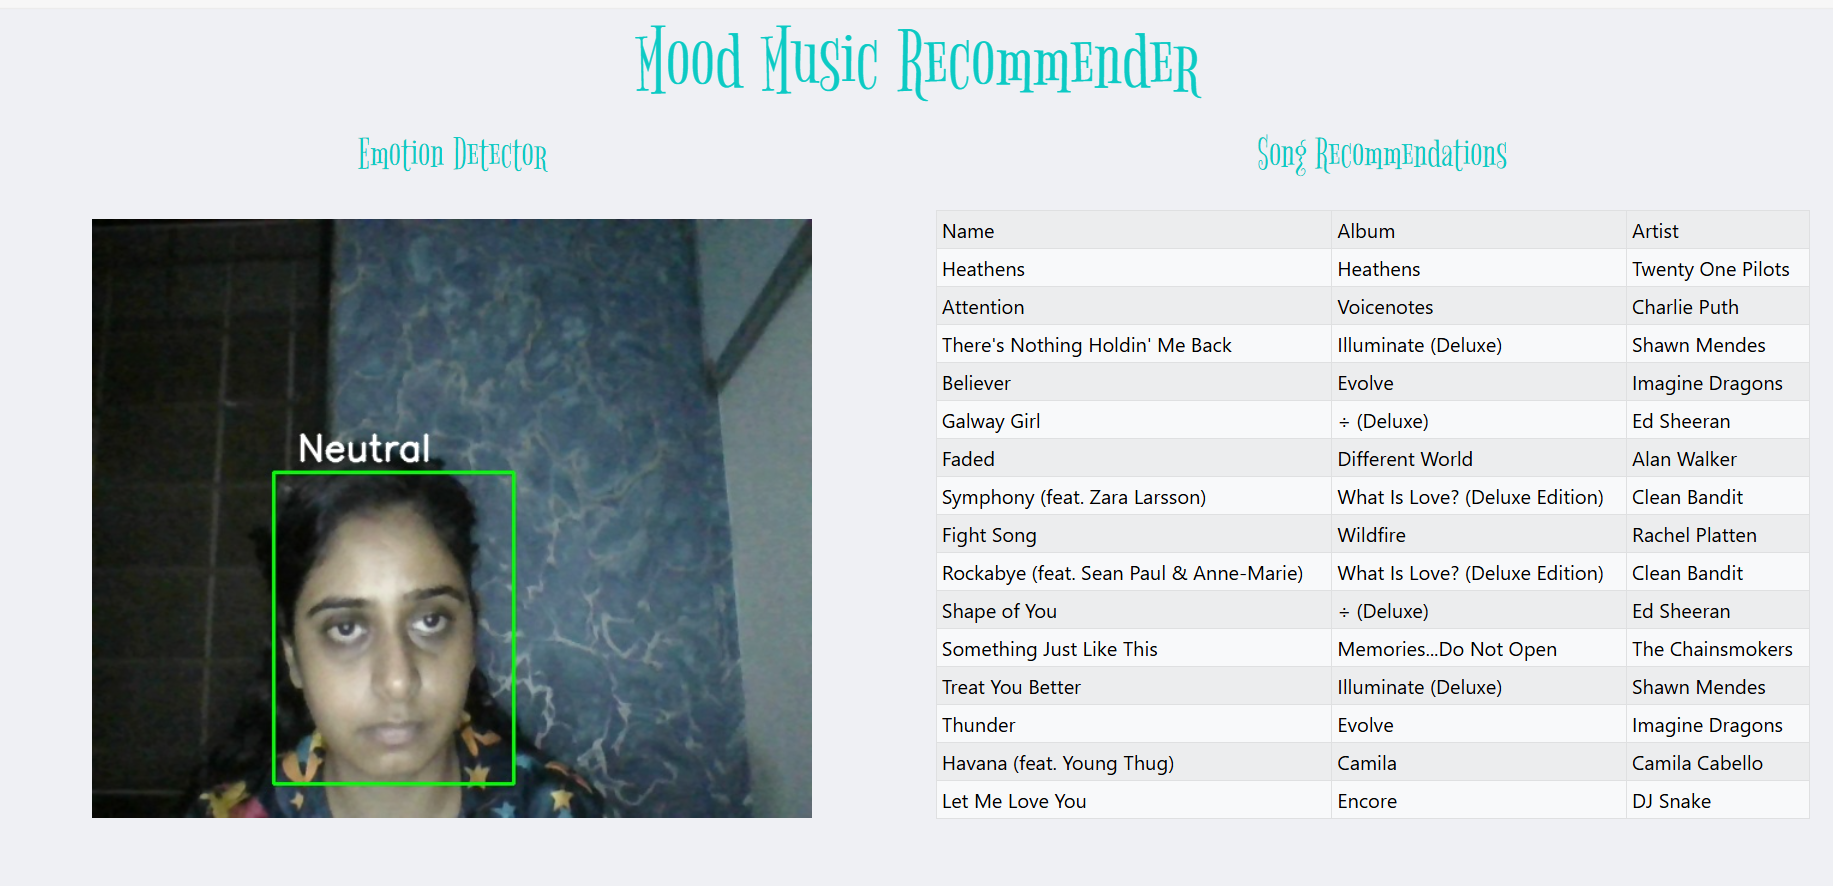 Mood Music Recommender
Emotion Detector
Neutral
Song Recommendations
Name Album Artist
Heathens Heathens Twenty One Pilots
Attention Voicenotes Charlie Puth
There's Nothing Holdin' Me Back Illuminate (Deluxe) Shawn Mendes
Believer Evolve Imagine Dragons
Galway Girl ÷ (Deluxe) Ed Sheeran
Faded Different World Alan Walker
Symphony (feat. Zara Larsson) What Is Love? (Deluxe Edition) Clean Bandit
Fight Song Wildfire Rachel Platten
Rockabye (feat. Sean Paul & Anne-Marie) What Is Love? (Deluxe Edition) Clean Bandit
Shape of You ÷ (Deluxe) Ed Sheeran
Something Just Like This Memories...Do Not Open The Chainsmokers
Treat You Better Illuminate (Deluxe) Shawn Mendes
Thunder Evolve Imagine Dragons
Havana (feat. Young Thug) Camila Camila Cabello
Let Me Love You Encore DJ Snake